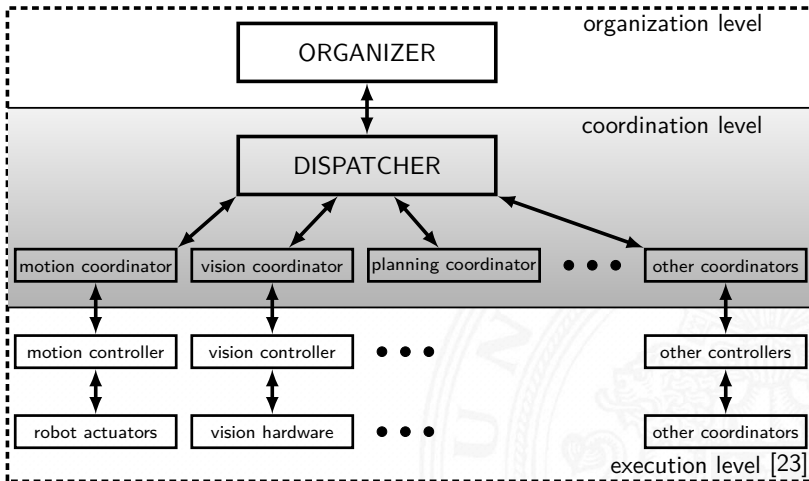 organization level
ORGANIZER
coordination level
DISPATCHER
motion coordinator
vision coordinator
planning coordinator
other coordinators
motion controller
vision controller
other controllers
robot actuators
vision hardware
other coordinators
execution level [23]
U N